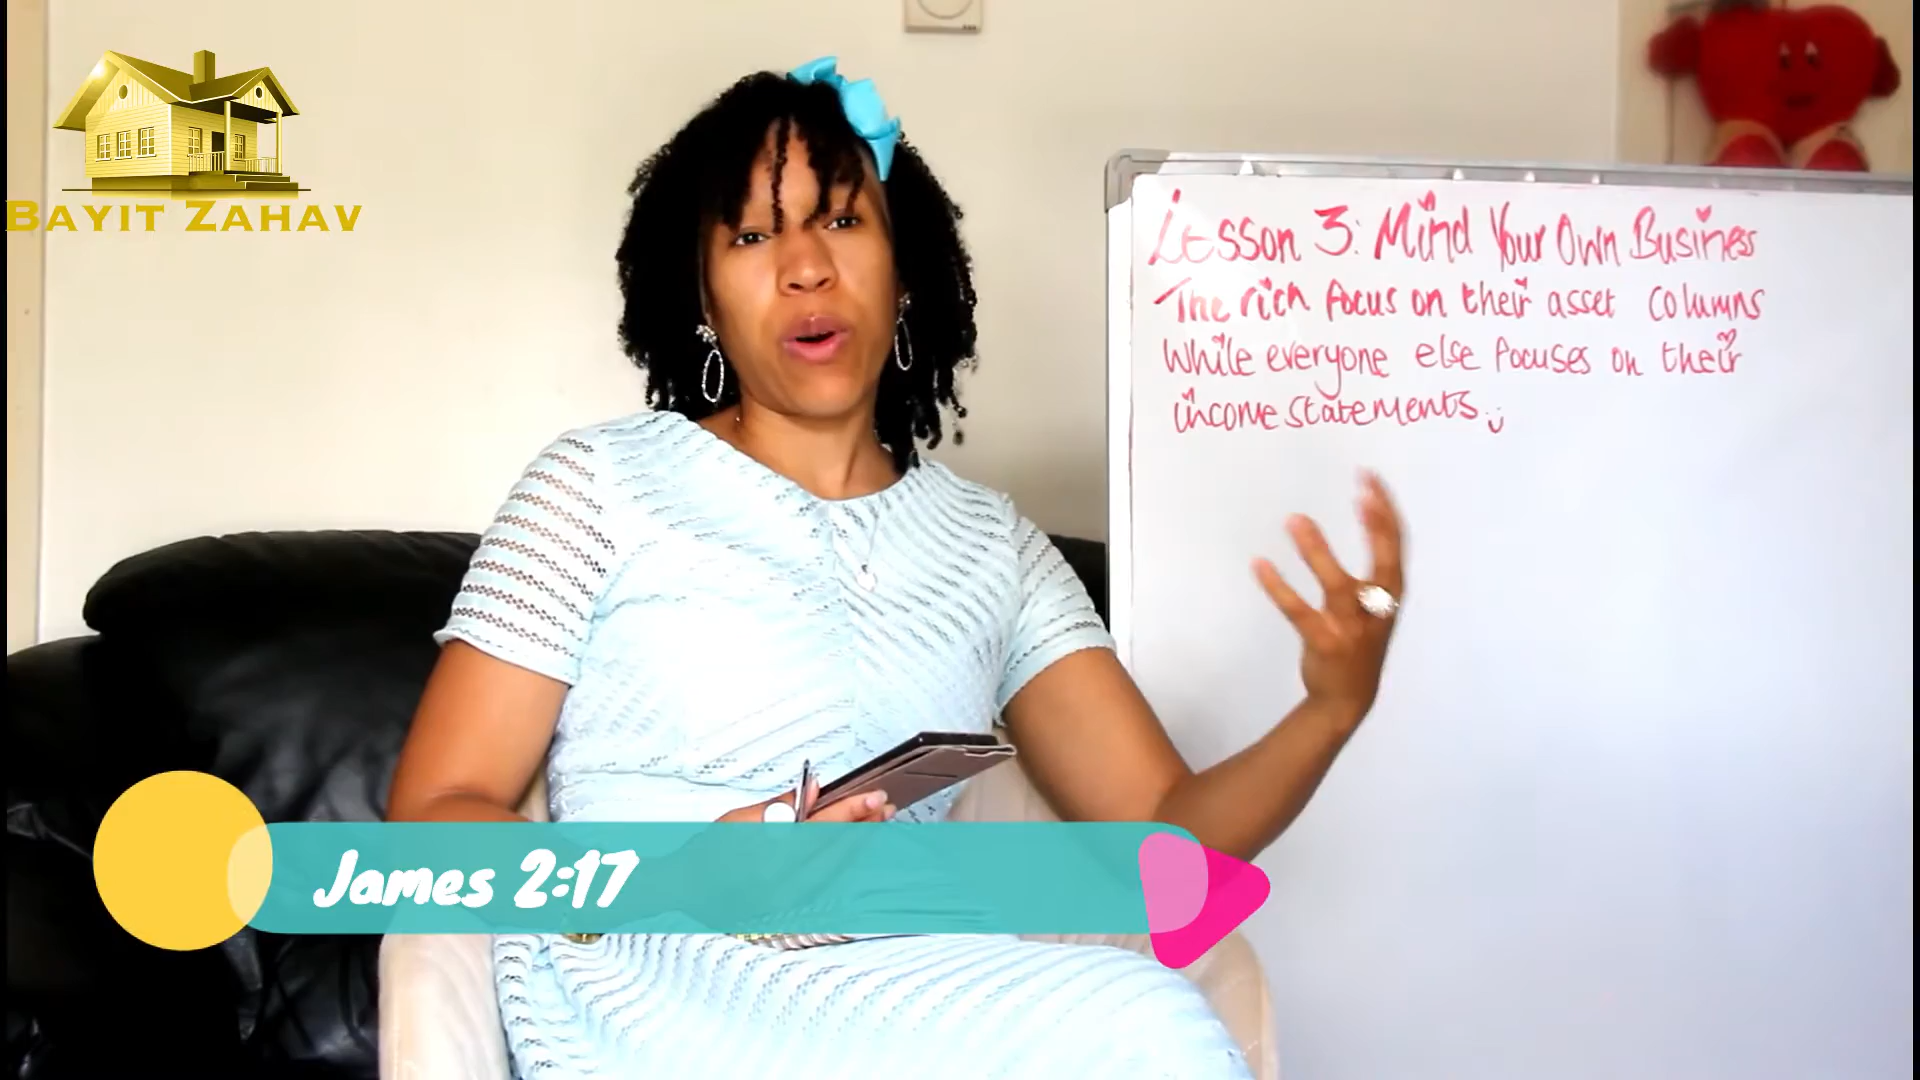 BAYIT ZAHAV
Lesson 3: Mind Your Own Business
The rich focus on their asset columns
While everyone else focuses on their
income statements.
James 2:17